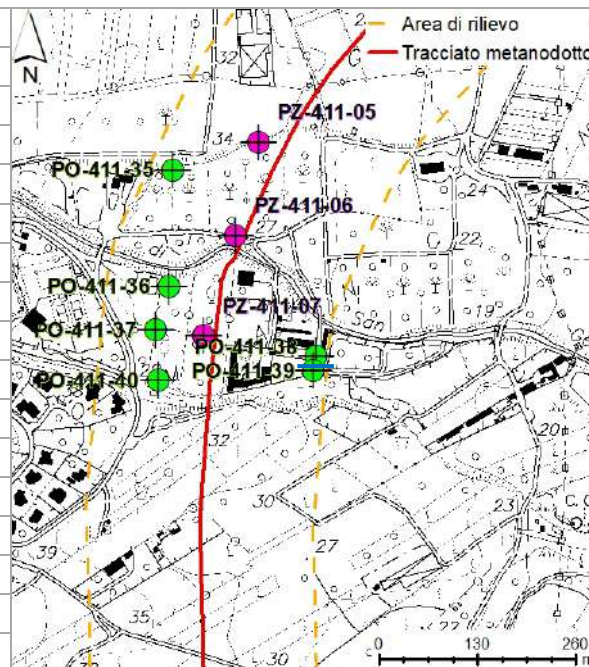 Area di rilievo
Tracciato metanodotto
N
32
PZ-411-05
34
PO-411-35
24
PZ-411-06
22
PO-411-36
PZ-411-07
San
19
PO-411-37
PO-411-38
PO-411-39
PO-411-40
32
20
30
23
27
39
35
30
0 130 260
m